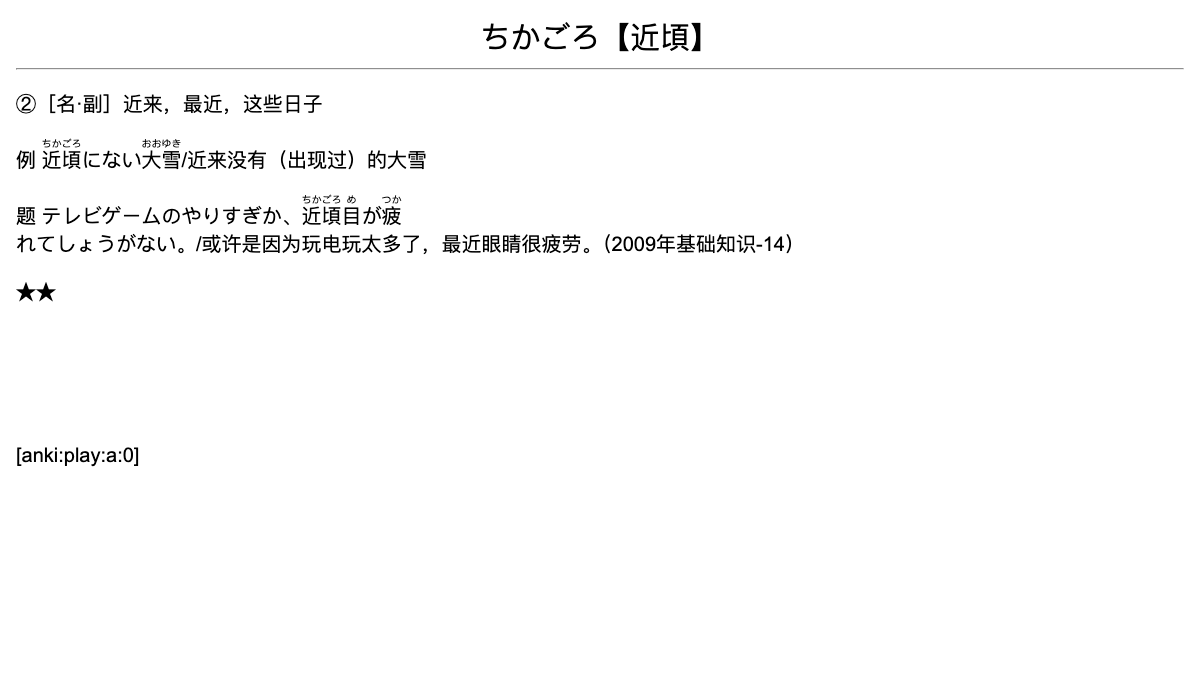 ちかごろ【近頃】
②［名·副］近来，最近，这些日子
ちかごろ おおゆき
例 近頃にない大雪/近来没有（出现过）的大雪
ちかごろ め つか
题 テレビゲームのやりすぎか、近頃目が疲
れてしょうがない。/或许是因为玩电玩太多了，最近眼睛很疲劳。（2009年基础知识-14）
★★
[anki:play:a:0]